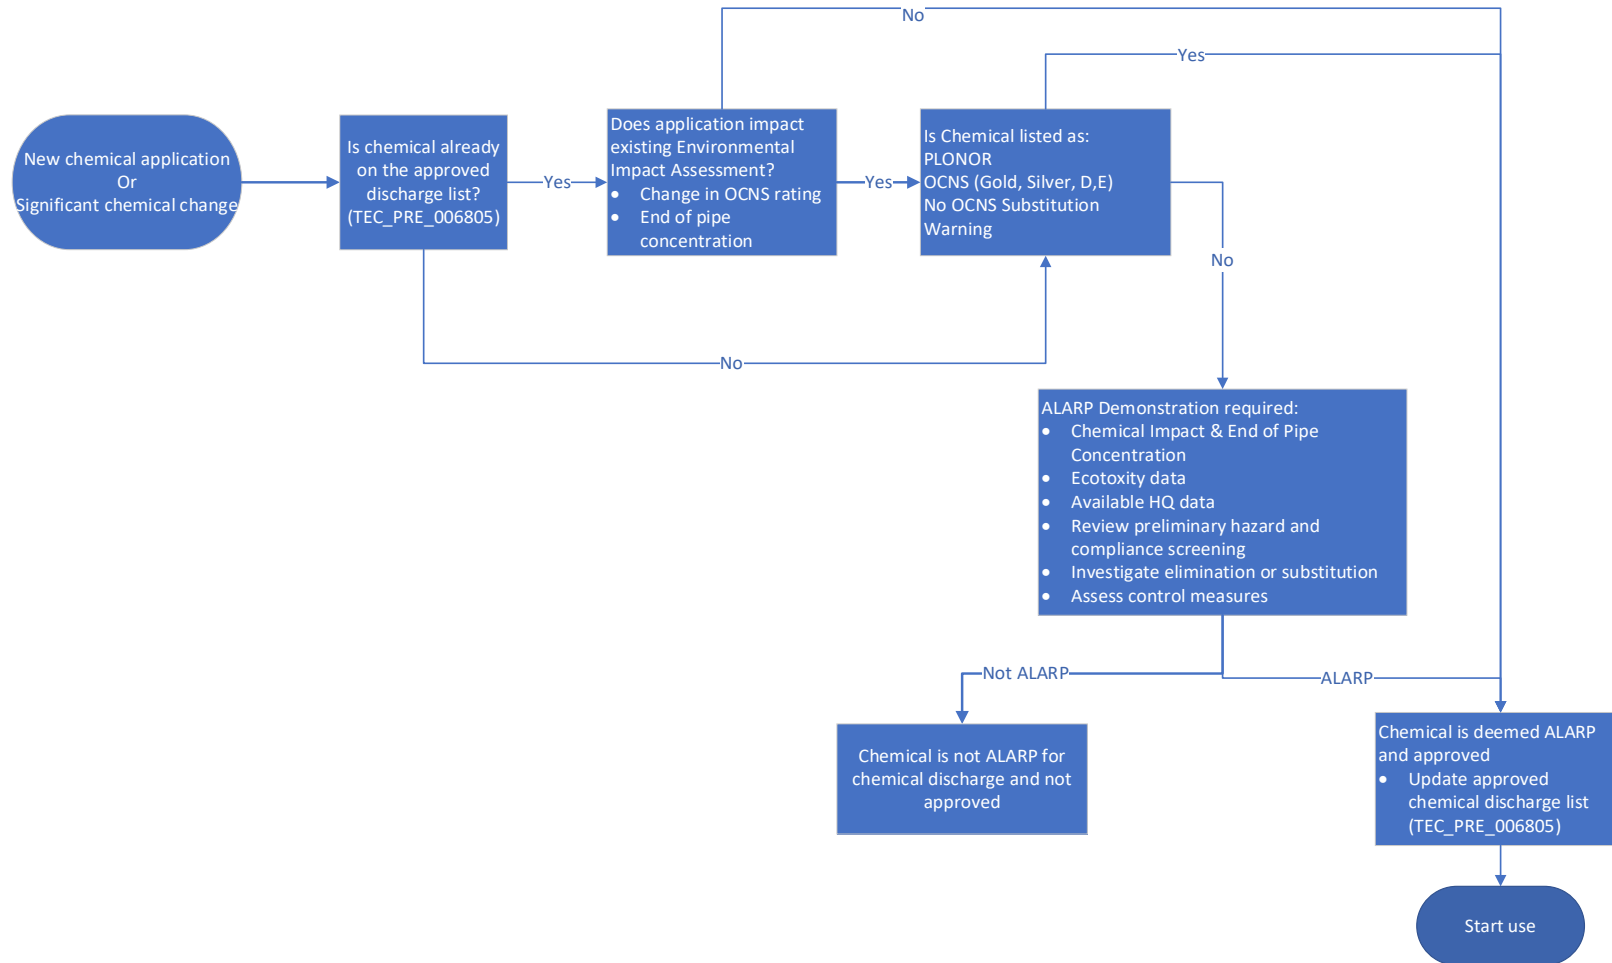 No
Yes
New chemical application
Or
Significant chemical change
Is chemical already
on the approved
discharge list?
(TEC_PRE_006805)
Yes
Does application impact
existing Environmental
Impact Assessment?
• Change in OCNS rating
• End of pipe
concentration
Yes
Is Chemical listed as:
PLONOR
OCNS (Gold, Silver, D,E)
No OCNS Substitution
Warning
No
No
ALARP Demonstration required:
• Chemical Impact & End of Pipe
Concentration
• Ecotoxity data
• Available HQ data
• Review preliminary hazard and
compliance screening
• Investigate elimination or substitution
• Assess control measures
Not ALARP
ALARP
Chemical is not ALARP for
chemical discharge and not
approved
Chemical is deemed ALARP
and approved
• Update approved
chemical discharge list
(TEC_PRE_006805)
Start use